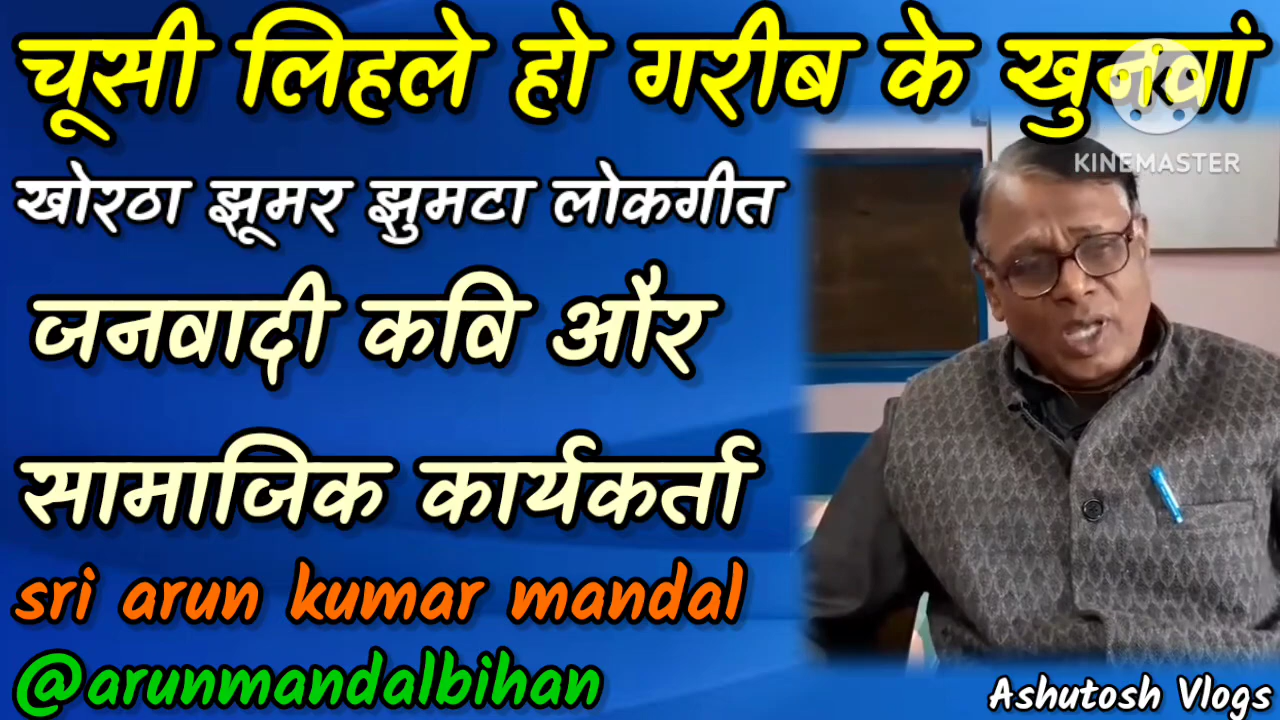 चूसी लिहले हो गरीब के खुनवां
KINEMASTER
खोरठा झूमर झुमटा लोकगीत
जनवादी कवि और
सामाजिक कार्यकर्ता
sri arun kumar mandal
@arunmandalbihan
Ashutosh Vlogs